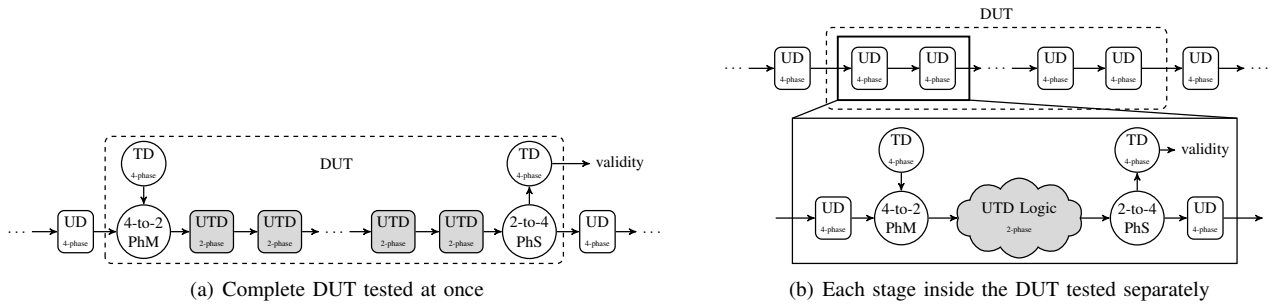 DUT
TD
4-phase
TD
4-phase
validity
··· UD
4-phase
4-to-2
PhM
UTD
2-phase
UTD
2-phase
···
UTD
2-phase
UTD
2-phase
2-to-4
PhS
UD
4-phase
···
(a) Complete DUT tested at once
DUT
··· UD
4-phase
UD
4-phase
UD
4-phase
···
UD
4-phase
UD
4-phase
UD
4-phase
···
TD
4-phase
TD
4-phase
validity
UD
4-phase
4-to-2
PhM
UTD Logic
2-phase
2-to-4
PhS
UD
4-phase
(b) Each stage inside the DUT tested separately